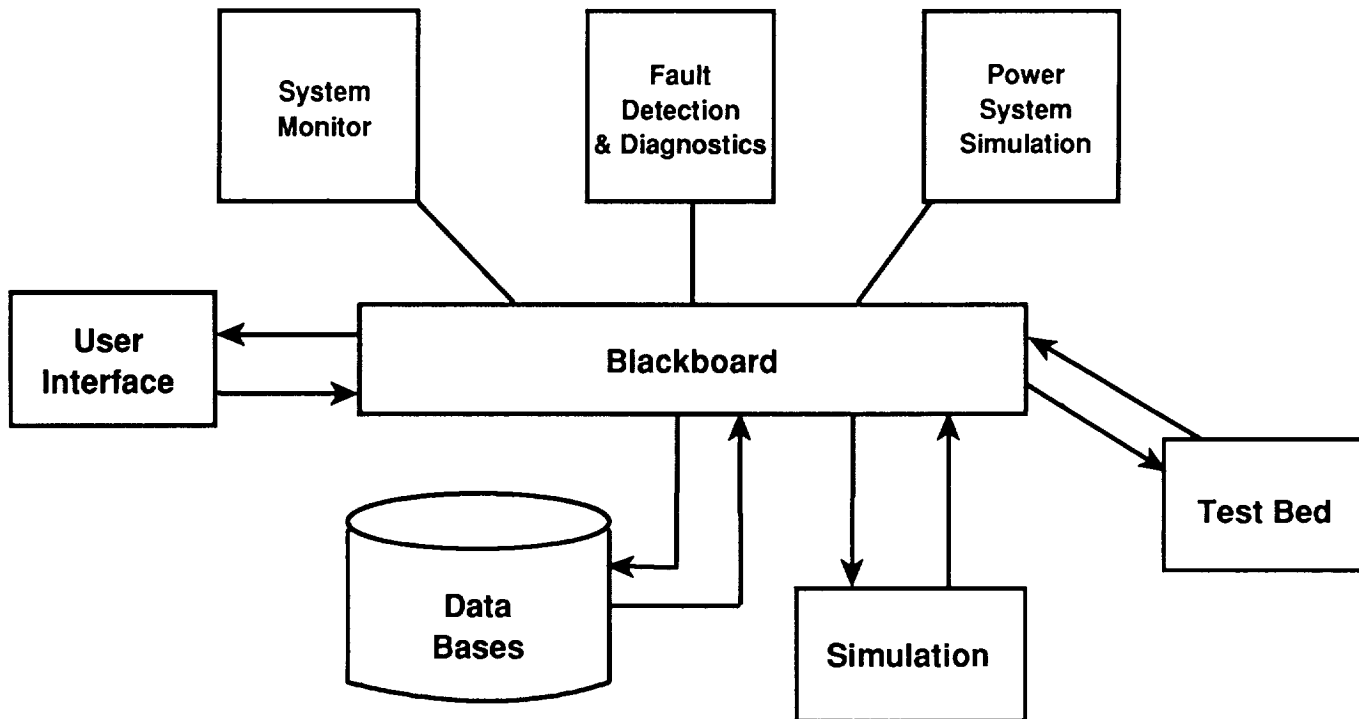 System
Monitor
Fault
Detection
& Diagnostics
Power
System
Simulation
User
Interface
Blackboard
Test Bed
Data
Bases
Simulation